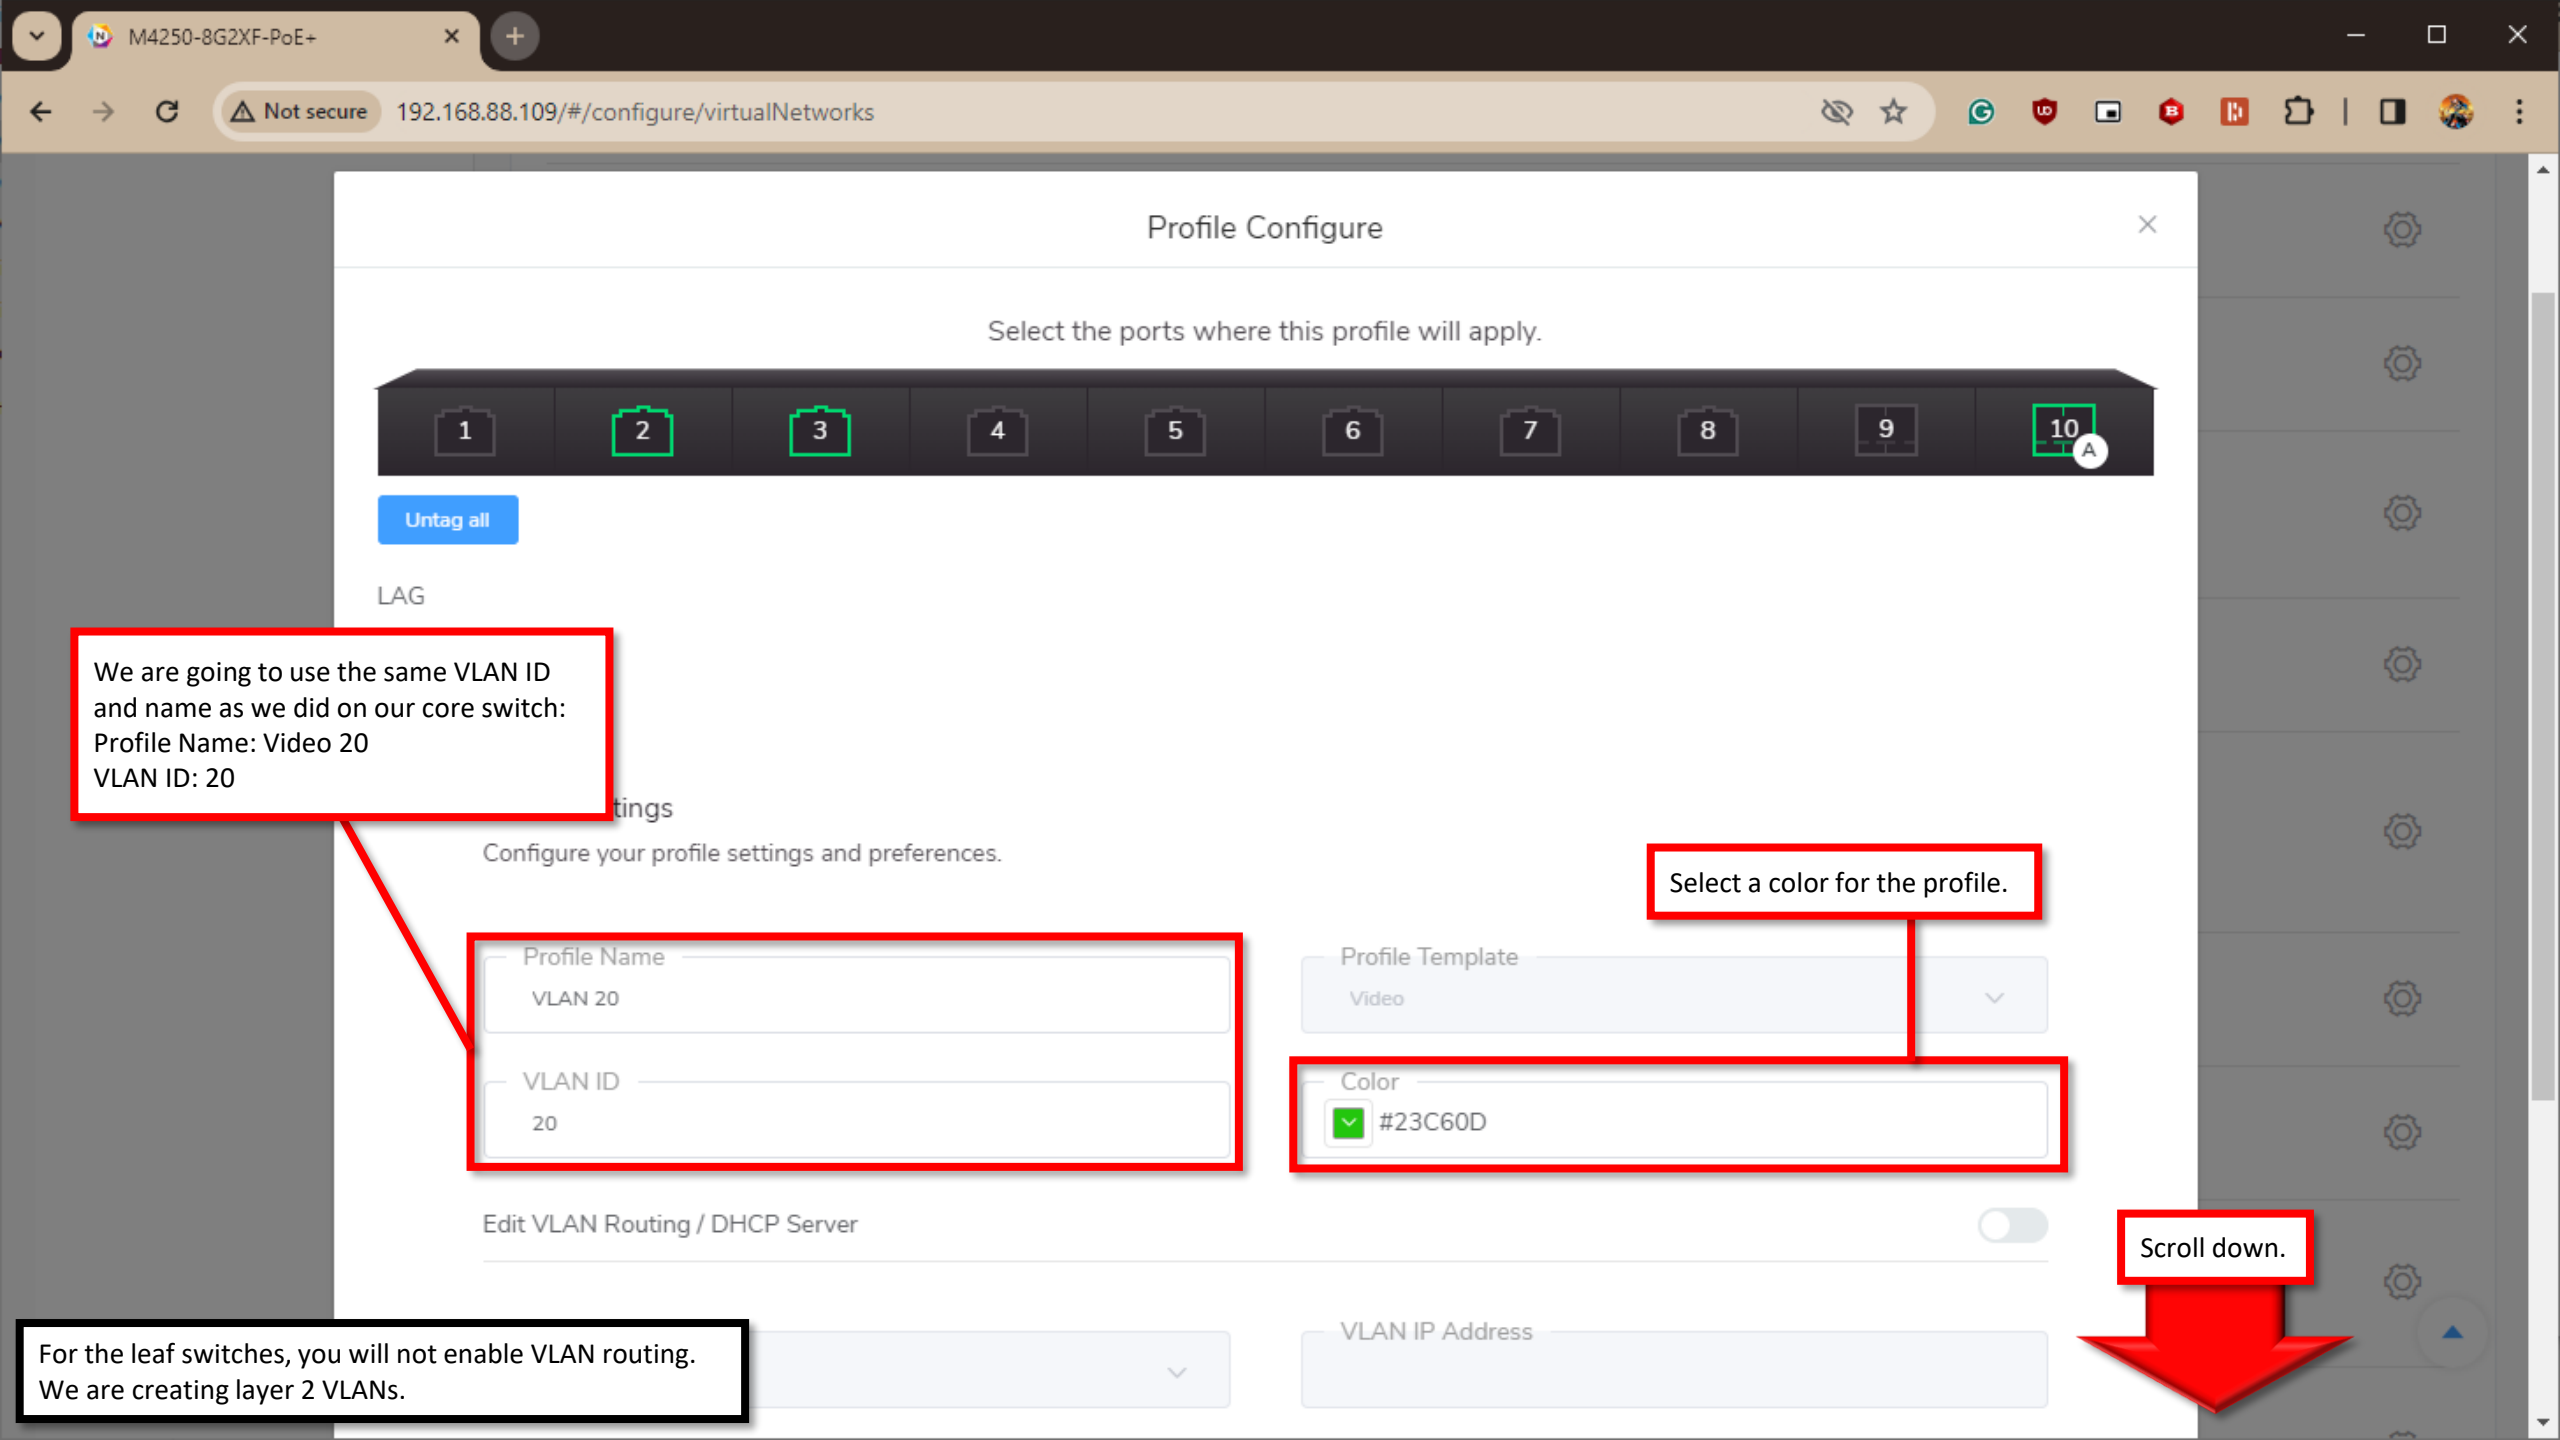 M4250-8G2XF-PoE+
Not secure
192.168.88.109/#/configure/virtualNetworks
Profile Configure
Select the ports where this profile will apply.
1 2 3 4 5 6 7 8 9 10 A
Untag all
LAG
We are going to use the same VLAN ID
and name as we did on our core switch:
Profile Name: Video 20
VLAN ID: 20
tings
Configure your profile settings and preferences.
Select a color for the profile.
Profile Name
VLAN 20
Profile Template
Video
VLAN ID
20
Color
#23C60D
Edit VLAN Routing / DHCP Server
Scroll down.
For the leaf switches, you will not enable VLAN routing.
We are creating layer 2 VLANs.
VLAN IP Address